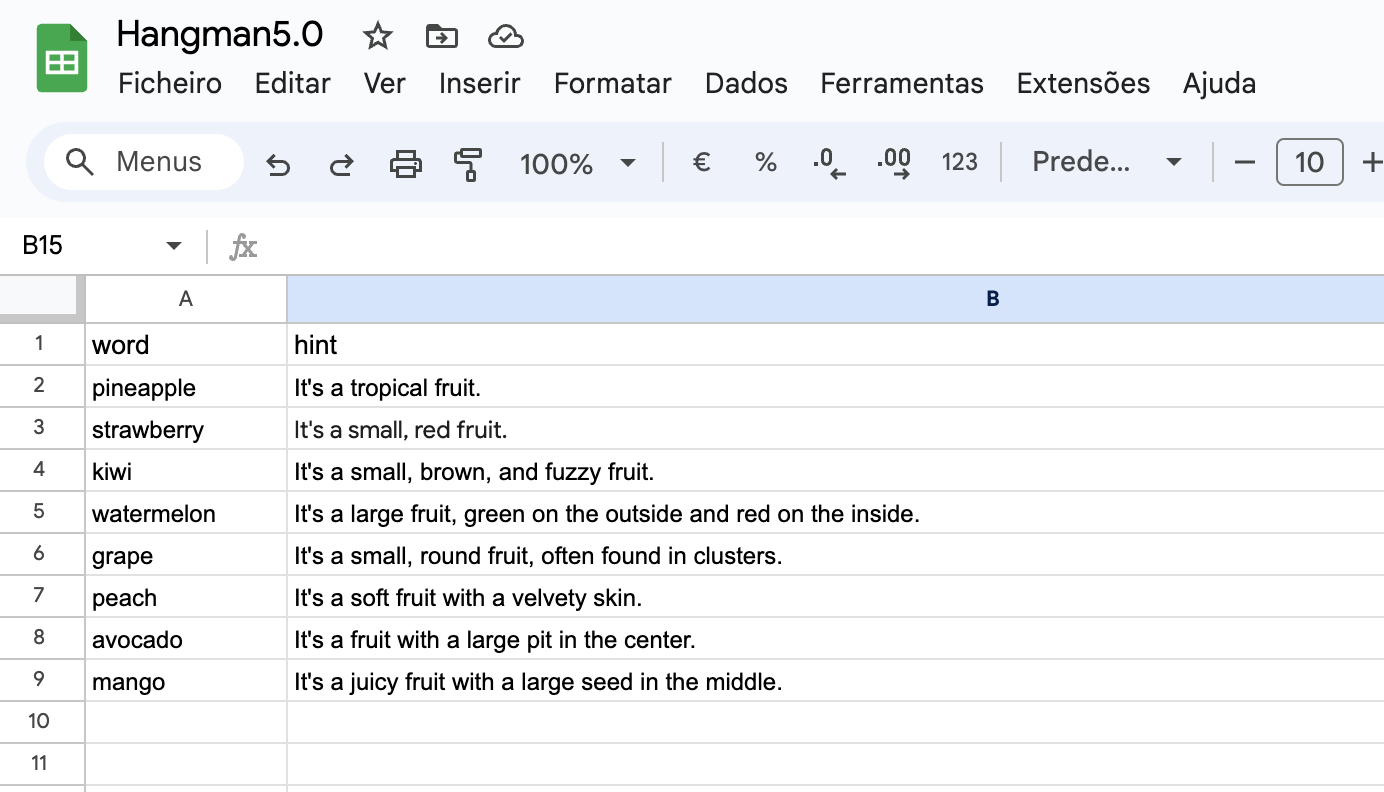 Hangman5.0
Ficheiro Editar Ver Inserir Formatar Dados Ferramentas Extensões Ajuda
Menus 100% € % .0 .00 123 Prede... 10
B15 fx
A B
1 word hint
2 pineapple It's a tropical fruit.
3 strawberry It's a small, red fruit.
4 kiwi It's a small, brown, and fuzzy fruit.
5 watermelon It's a large fruit, green on the outside and red on the inside.
6 grape It's a small, round fruit, often found in clusters.
7 peach It's a soft fruit with a velvety skin.
8 avocado It's a fruit with a large pit in the center.
9 mango It's a juicy fruit with a large seed in the middle.
10
11